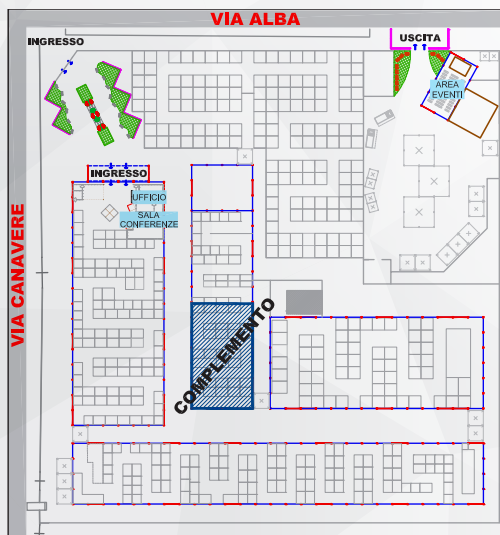 VIA ALBA
INGRESSO
USCITA
AREA
EVENTI
INGRESSO
UFFICIO
SALA
CONFERENZE
VIA CANAVERE
COMPLEMENTO